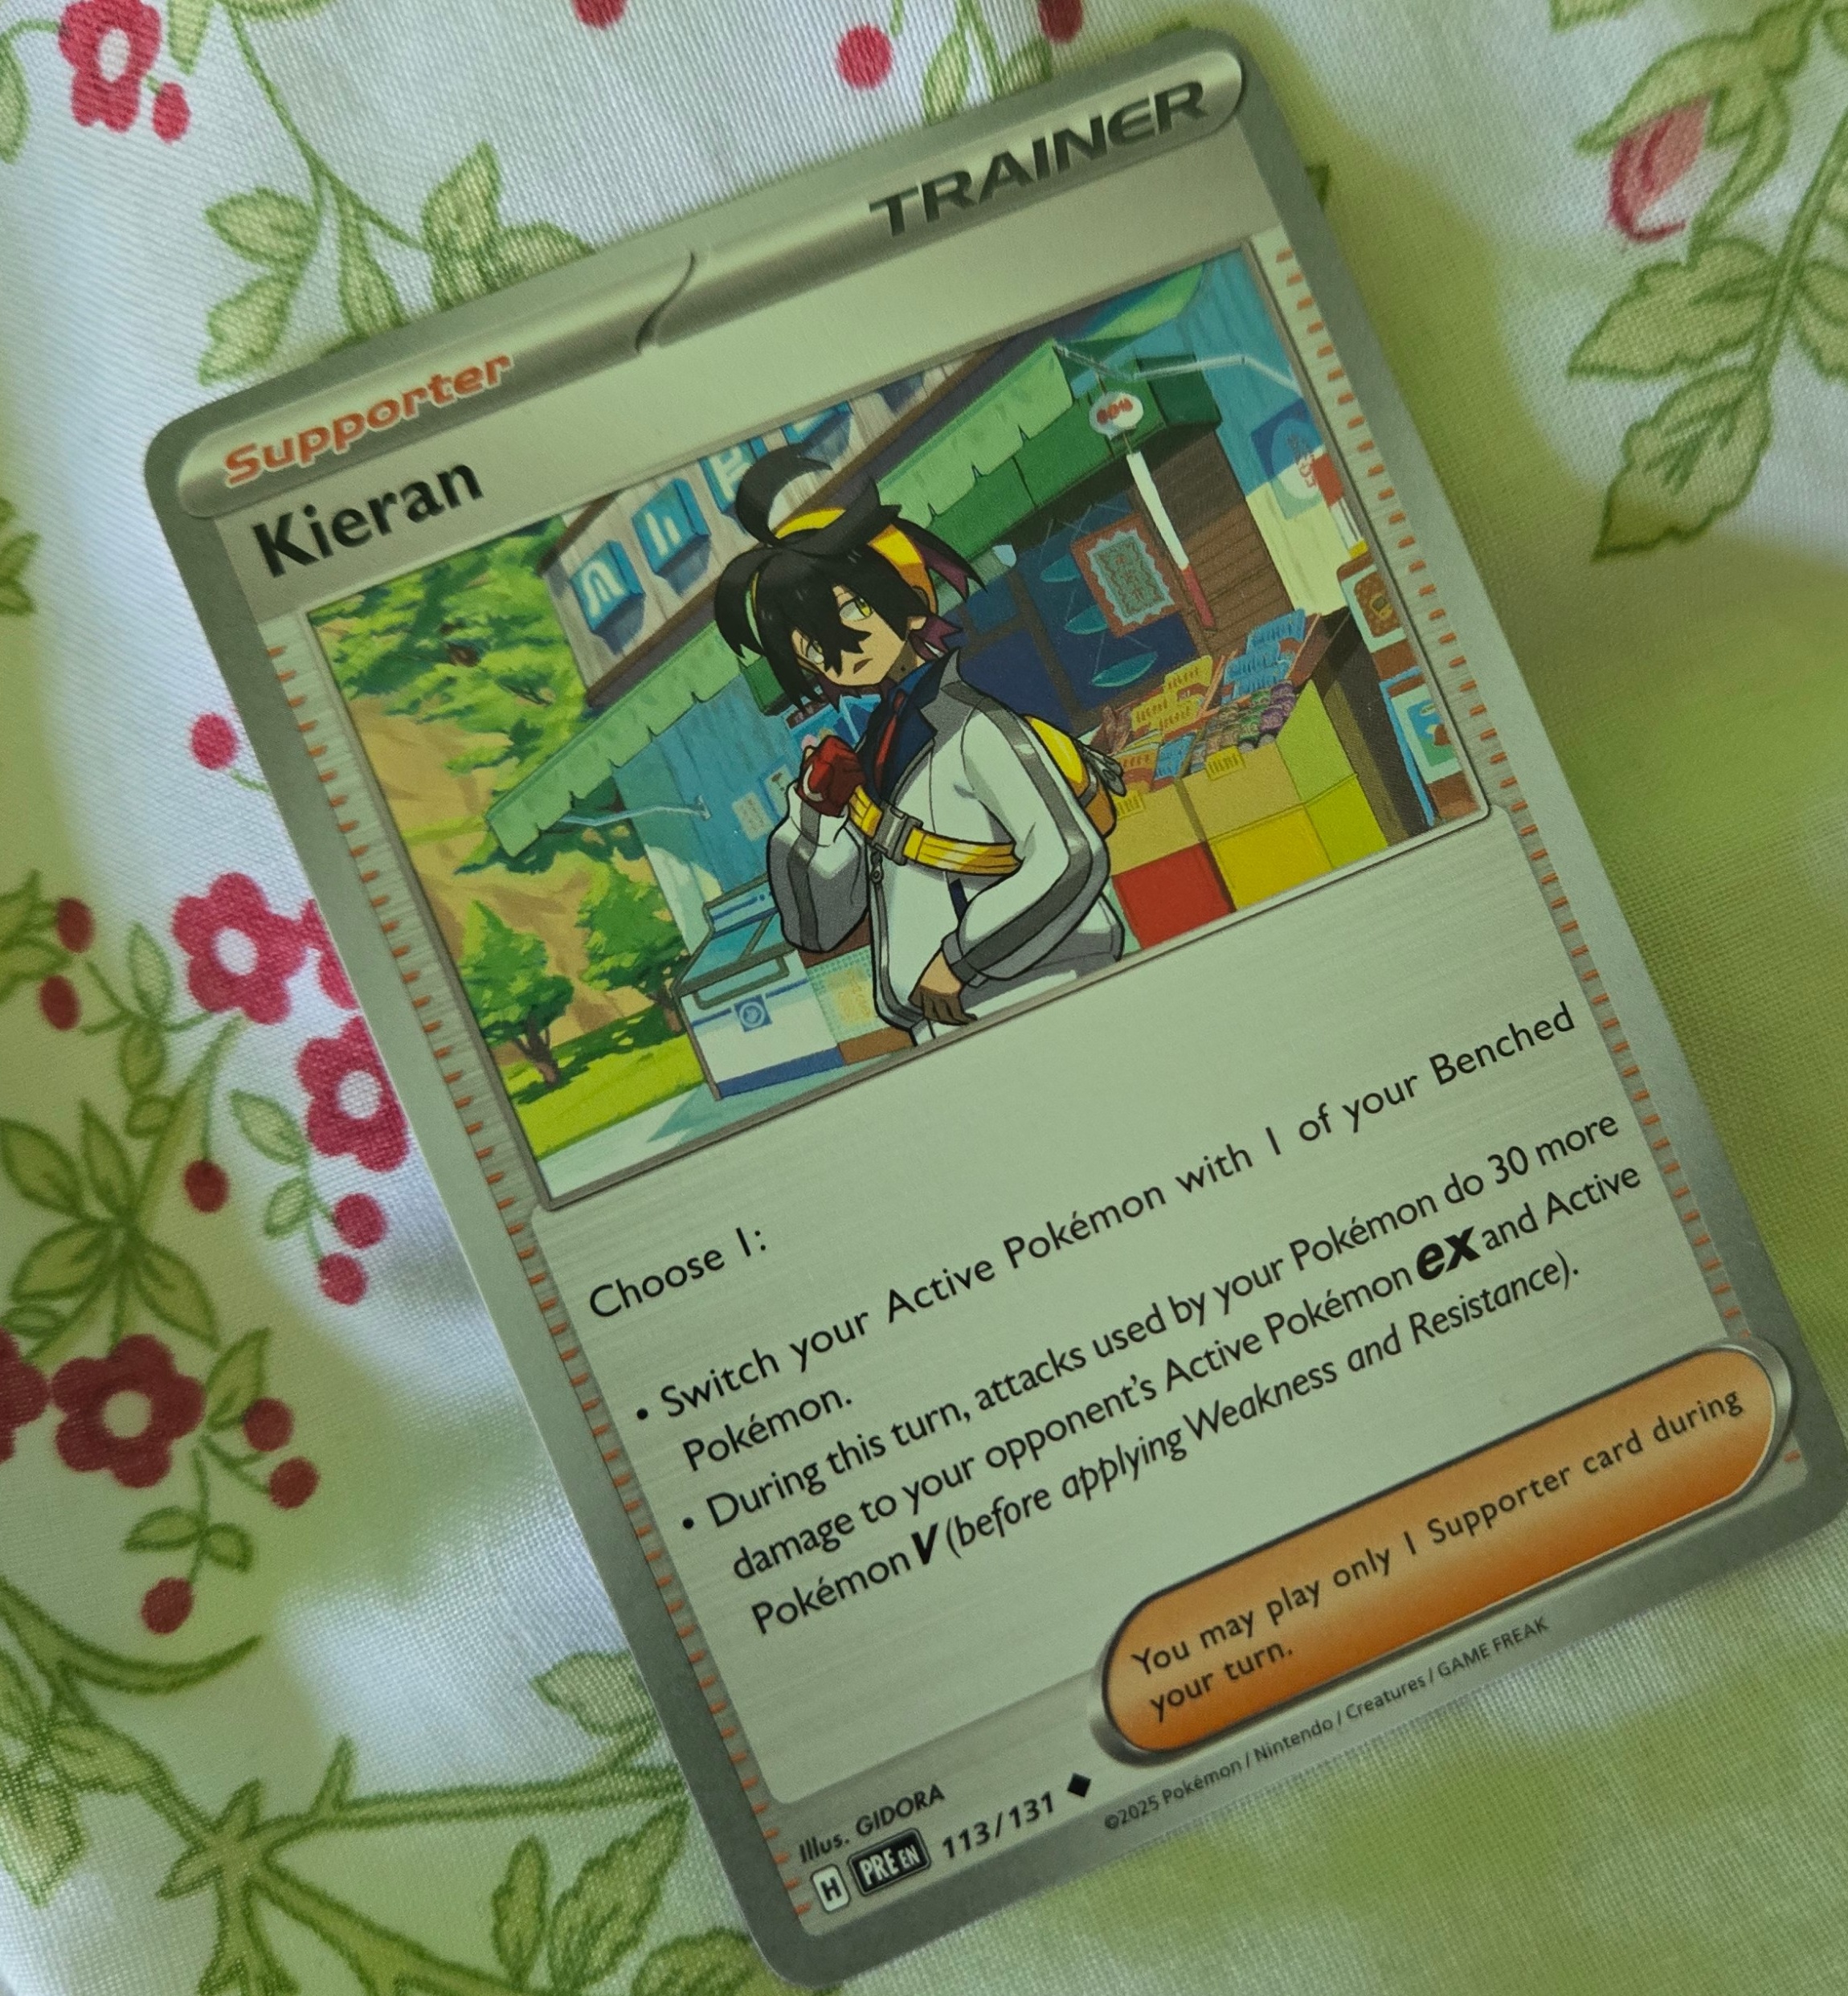 Supporter
TRAINER
Kieran
Choose 1:
• Switch your Active Pokémon with 1 of your Benched
Pokémon.
• During this turn, attacks used by your Pokémon do 30 more
damage to your opponent's Active Pokémon ex and Active
Pokémon V (before applying Weakness and Resistance).
You may play only 1 Supporter card during
your turn.
Illus. GIDORA
H PRE EN 113/131 ◆
©2025 Pokémon / Nintendo / Creatures / GAME FREAK